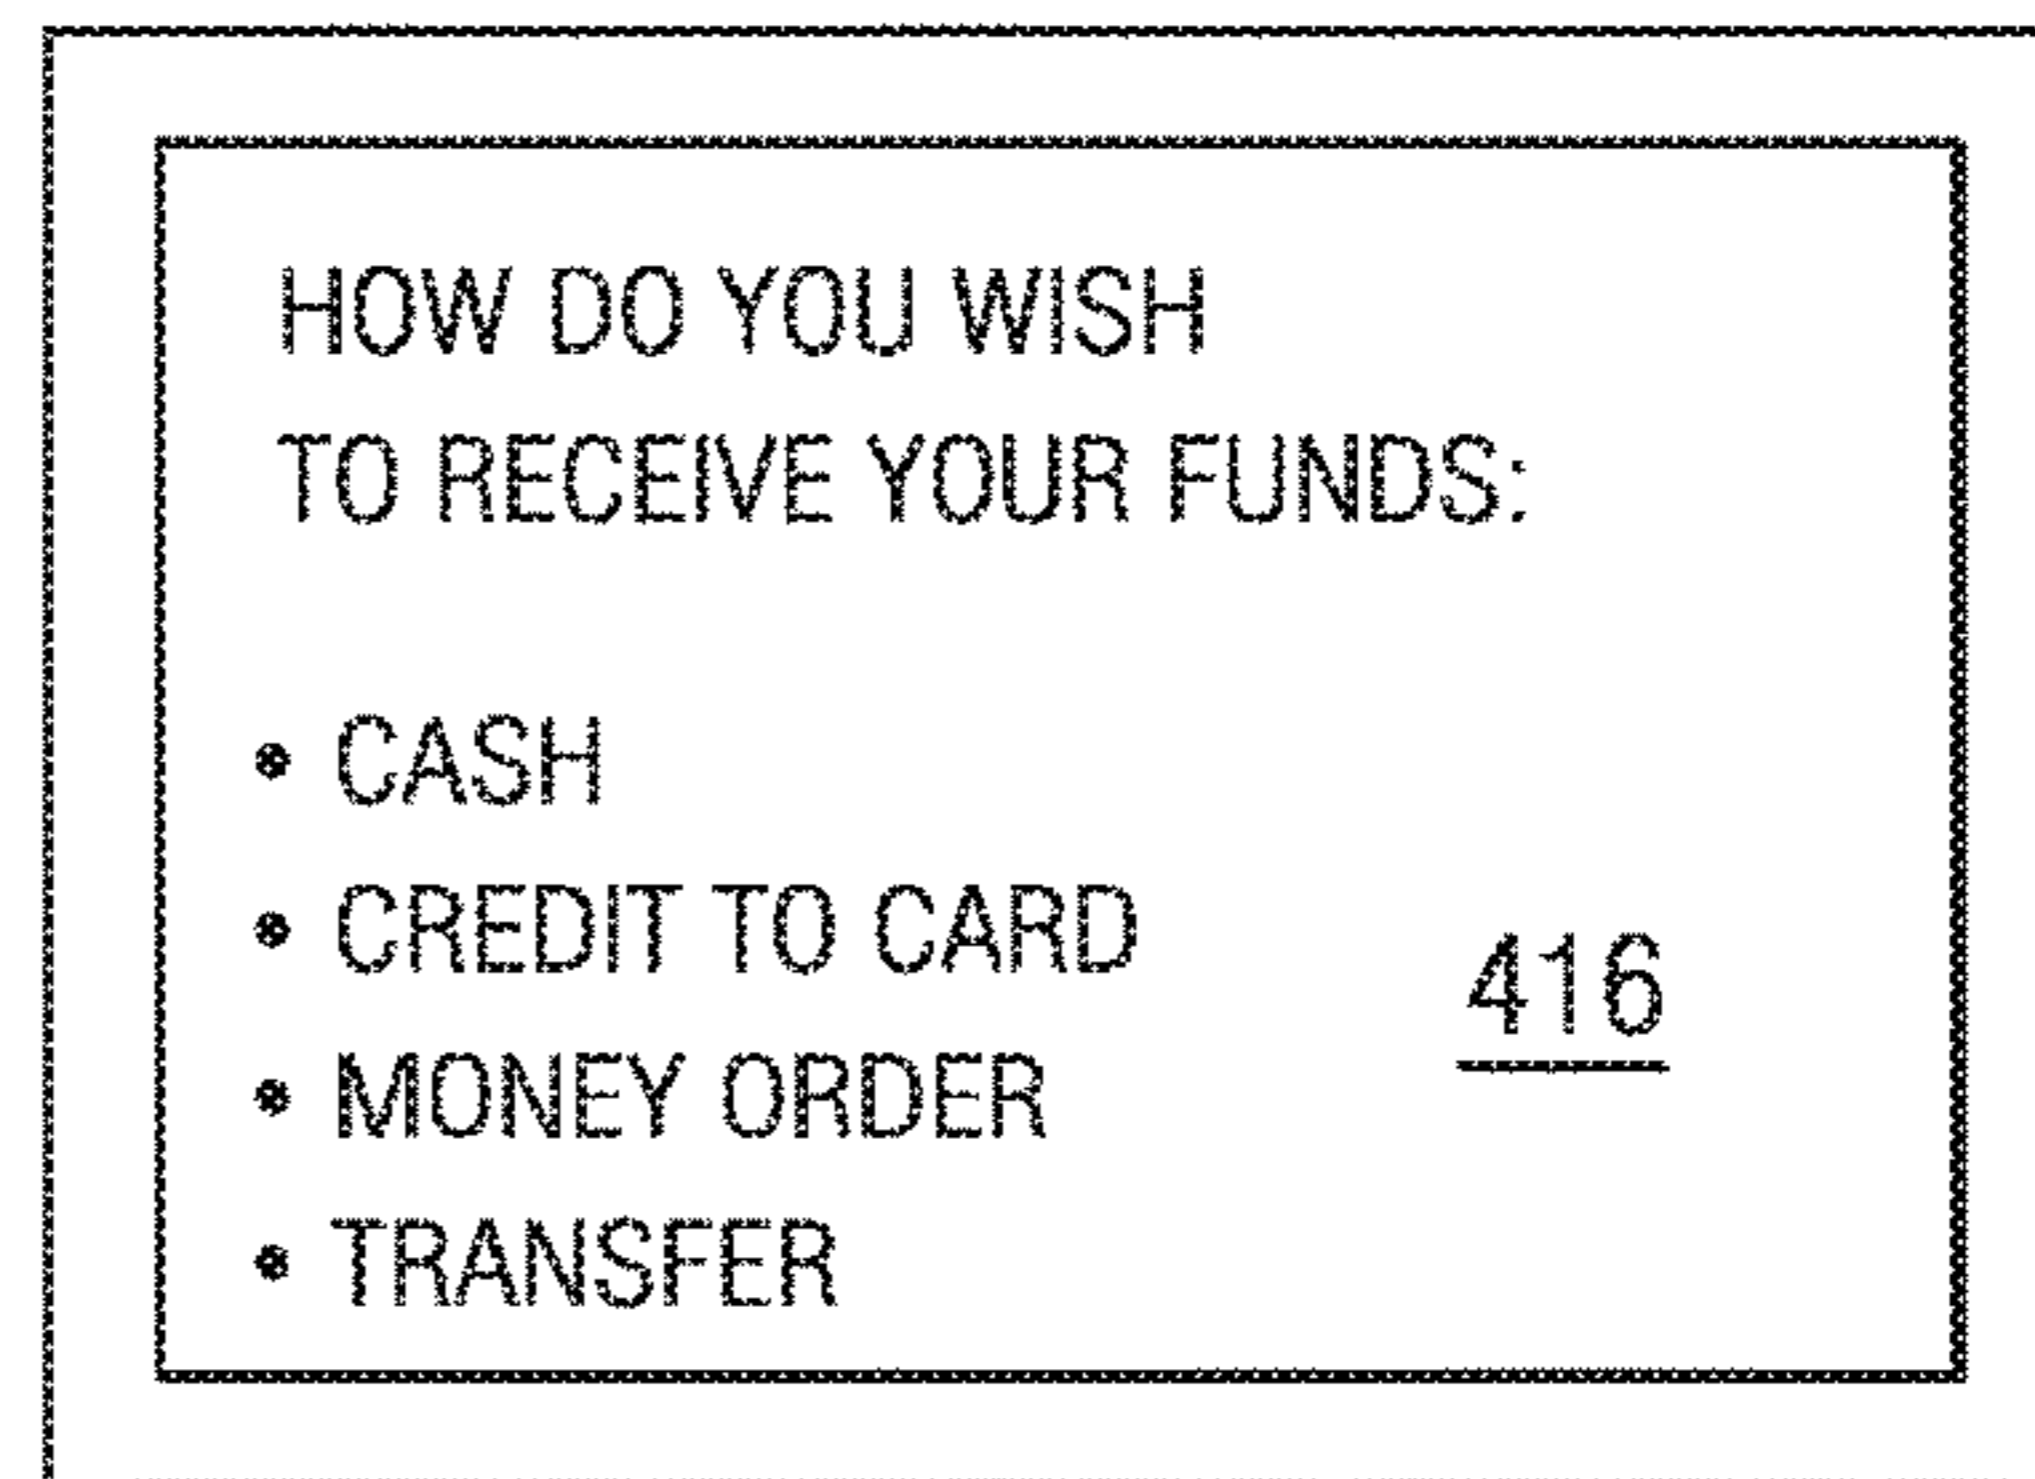 HOW DO YOU WISH
TO RECEIVE YOUR FUNDS:
• CASH
• CREDIT TO CARD
416
• MONEY ORDER
• TRANSFER